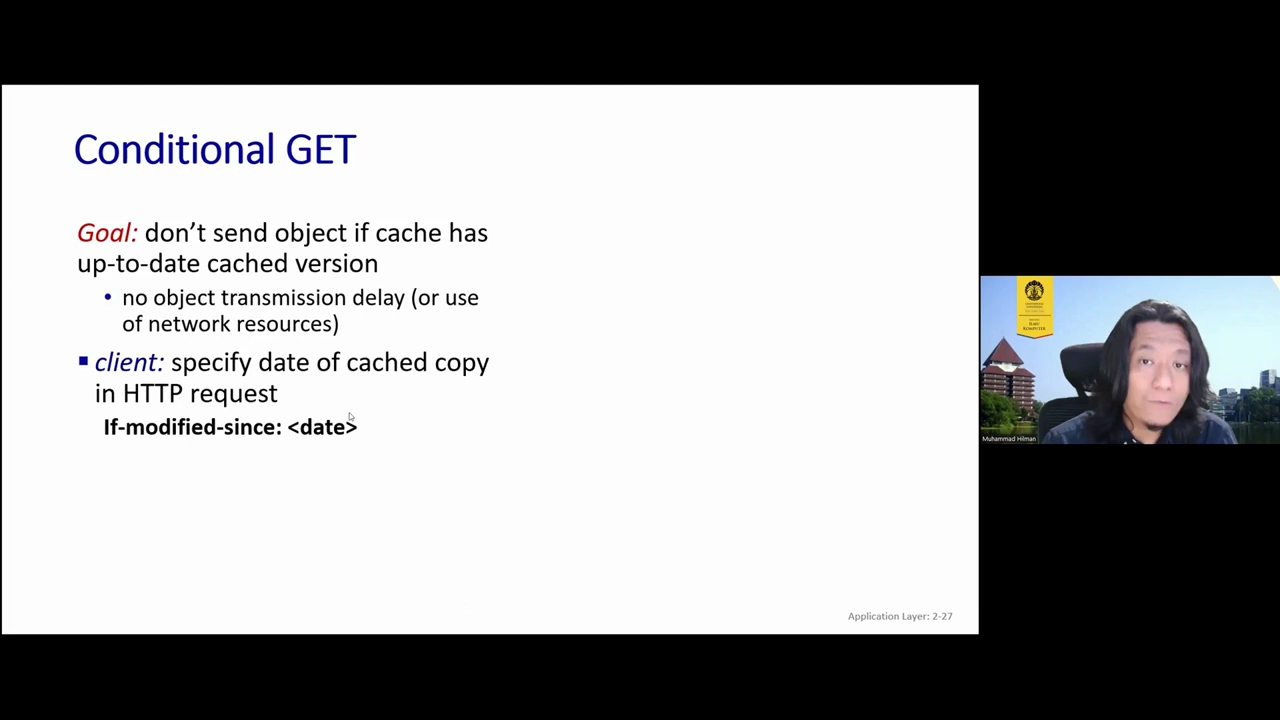 Conditional GET
Goal: don’t send object if cache has
up-to-date cached version
• no object transmission delay (or use
of network resources)
▪ client: specify date of cached copy
in HTTP request
If-modified-since: <date>
Application Layer: 2-27
ILMU
KOMPUTER
Muhammad Hilman